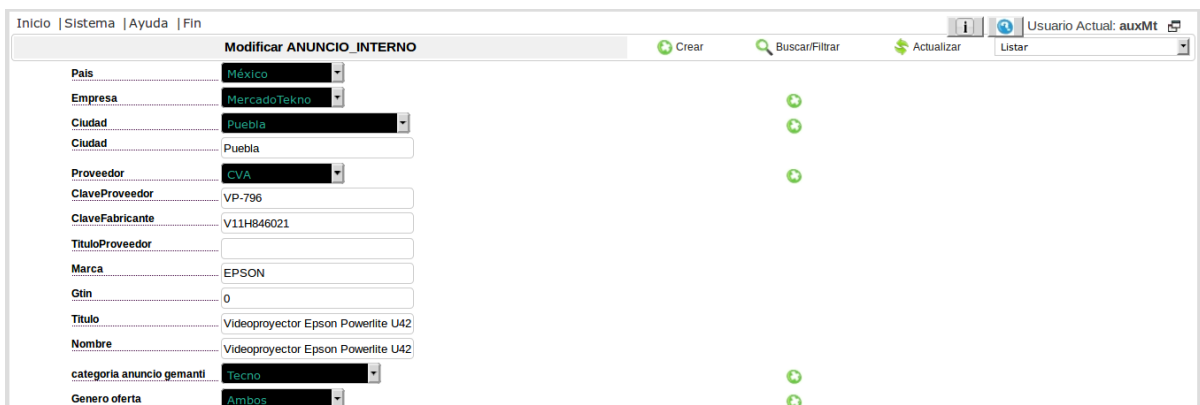 Inicio | Sistema | Ayuda | Fin
i Usuario Actual: auxMt
Modificar ANUNCIO_INTERNO Crear Buscar/Filtrar Actualizar Listar
Pais México
Empresa MercadoTekno
Ciudad Puebla
Ciudad Puebla
Proveedor CVA
ClaveProveedor VP-796
ClaveFabricante V11H846021
TituloProveedor
Marca EPSON
Gtin 0
Titulo Videoproyector Epson Powerlite U42
Nombre Videoproyector Epson Powerlite U42
categoria anuncio gemanti Tecno
Genero oferta Ambos